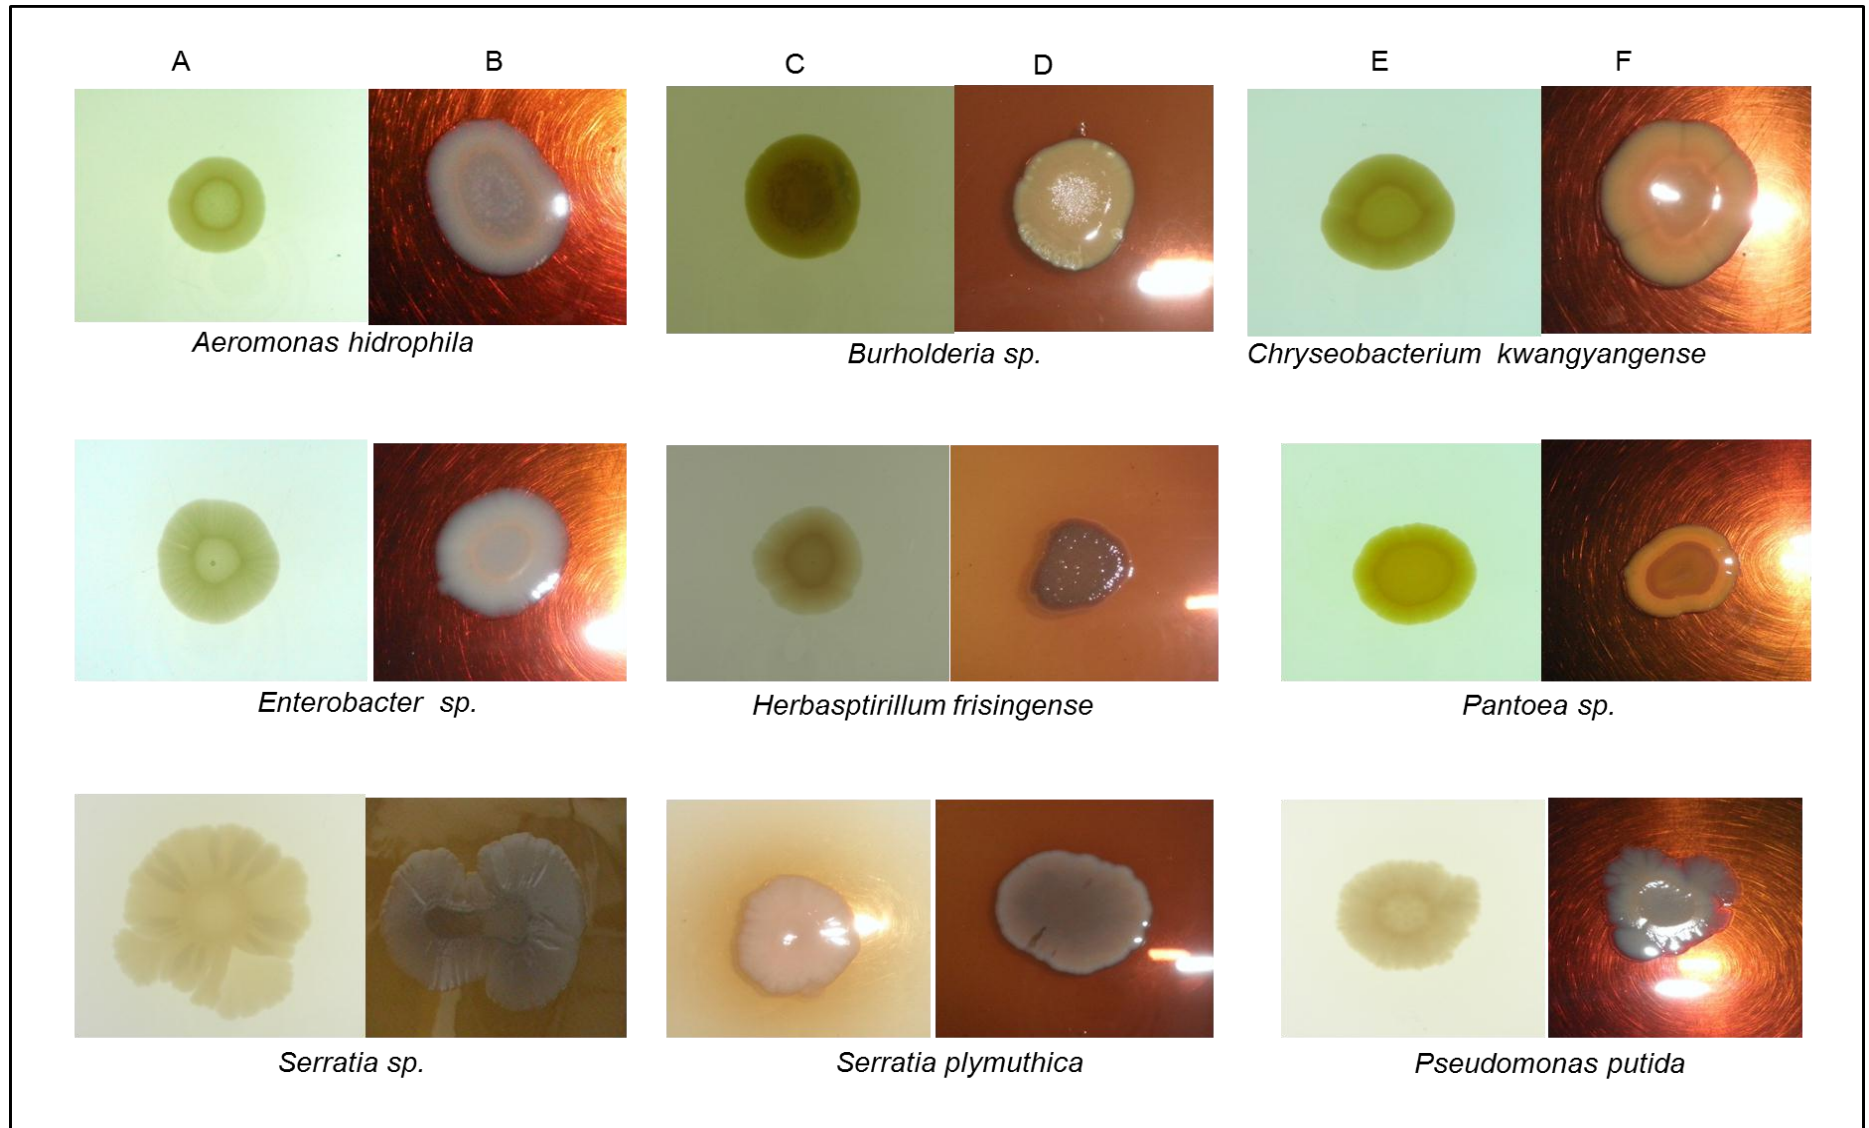 A B C D E F
Aeromonas hidrophila
Burholderia sp.
Chryseobacterium kwangyangense
Enterobacter sp.
Herbasptirillum frisingense
Pantoea sp.
Serratia sp.
Serratia plymuthica
Pseudomonas putida